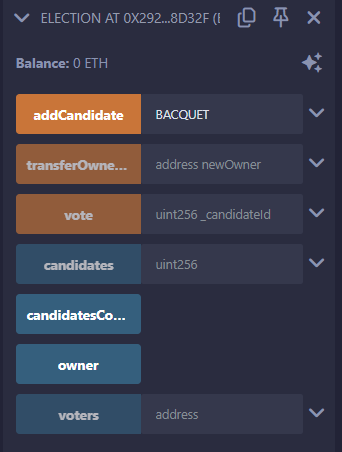 ELECTION AT 0X292...8D32F (E
Balance: 0 ETH
addCandidate BACQUET
transferOwne... address newOwner
vote uint256 _candidateId
candidates uint256
candidatesCo...
owner
voters address